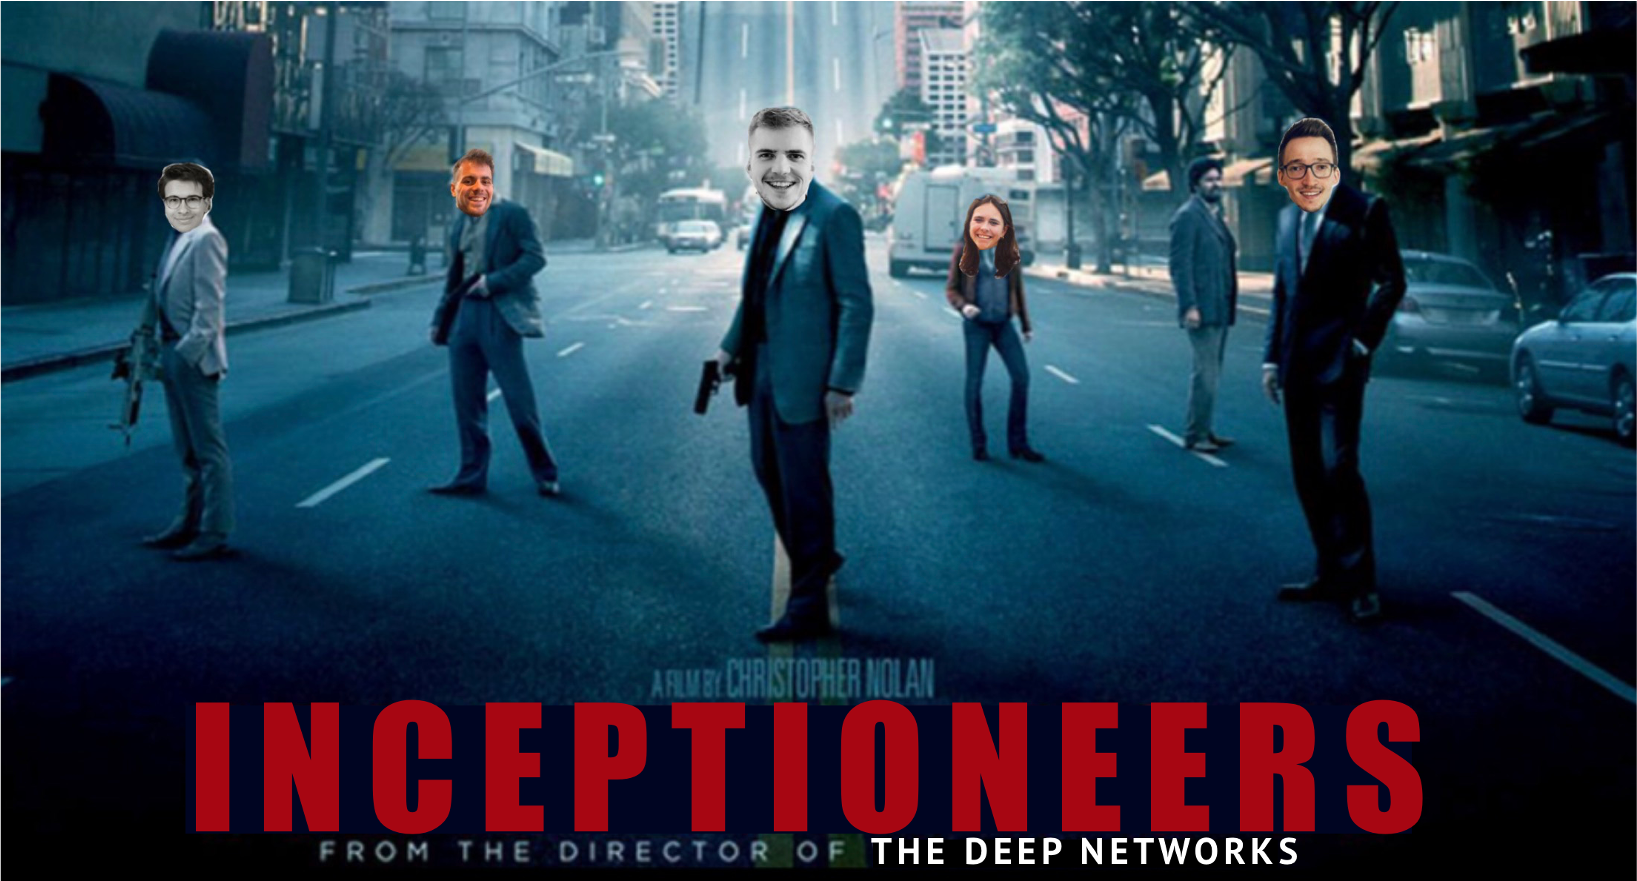 A FILM BY CHRISTOPHER NOLAN
INCEPTIONEERS
FROM THE DIRECTOR OF THE DEEP NETWORKS